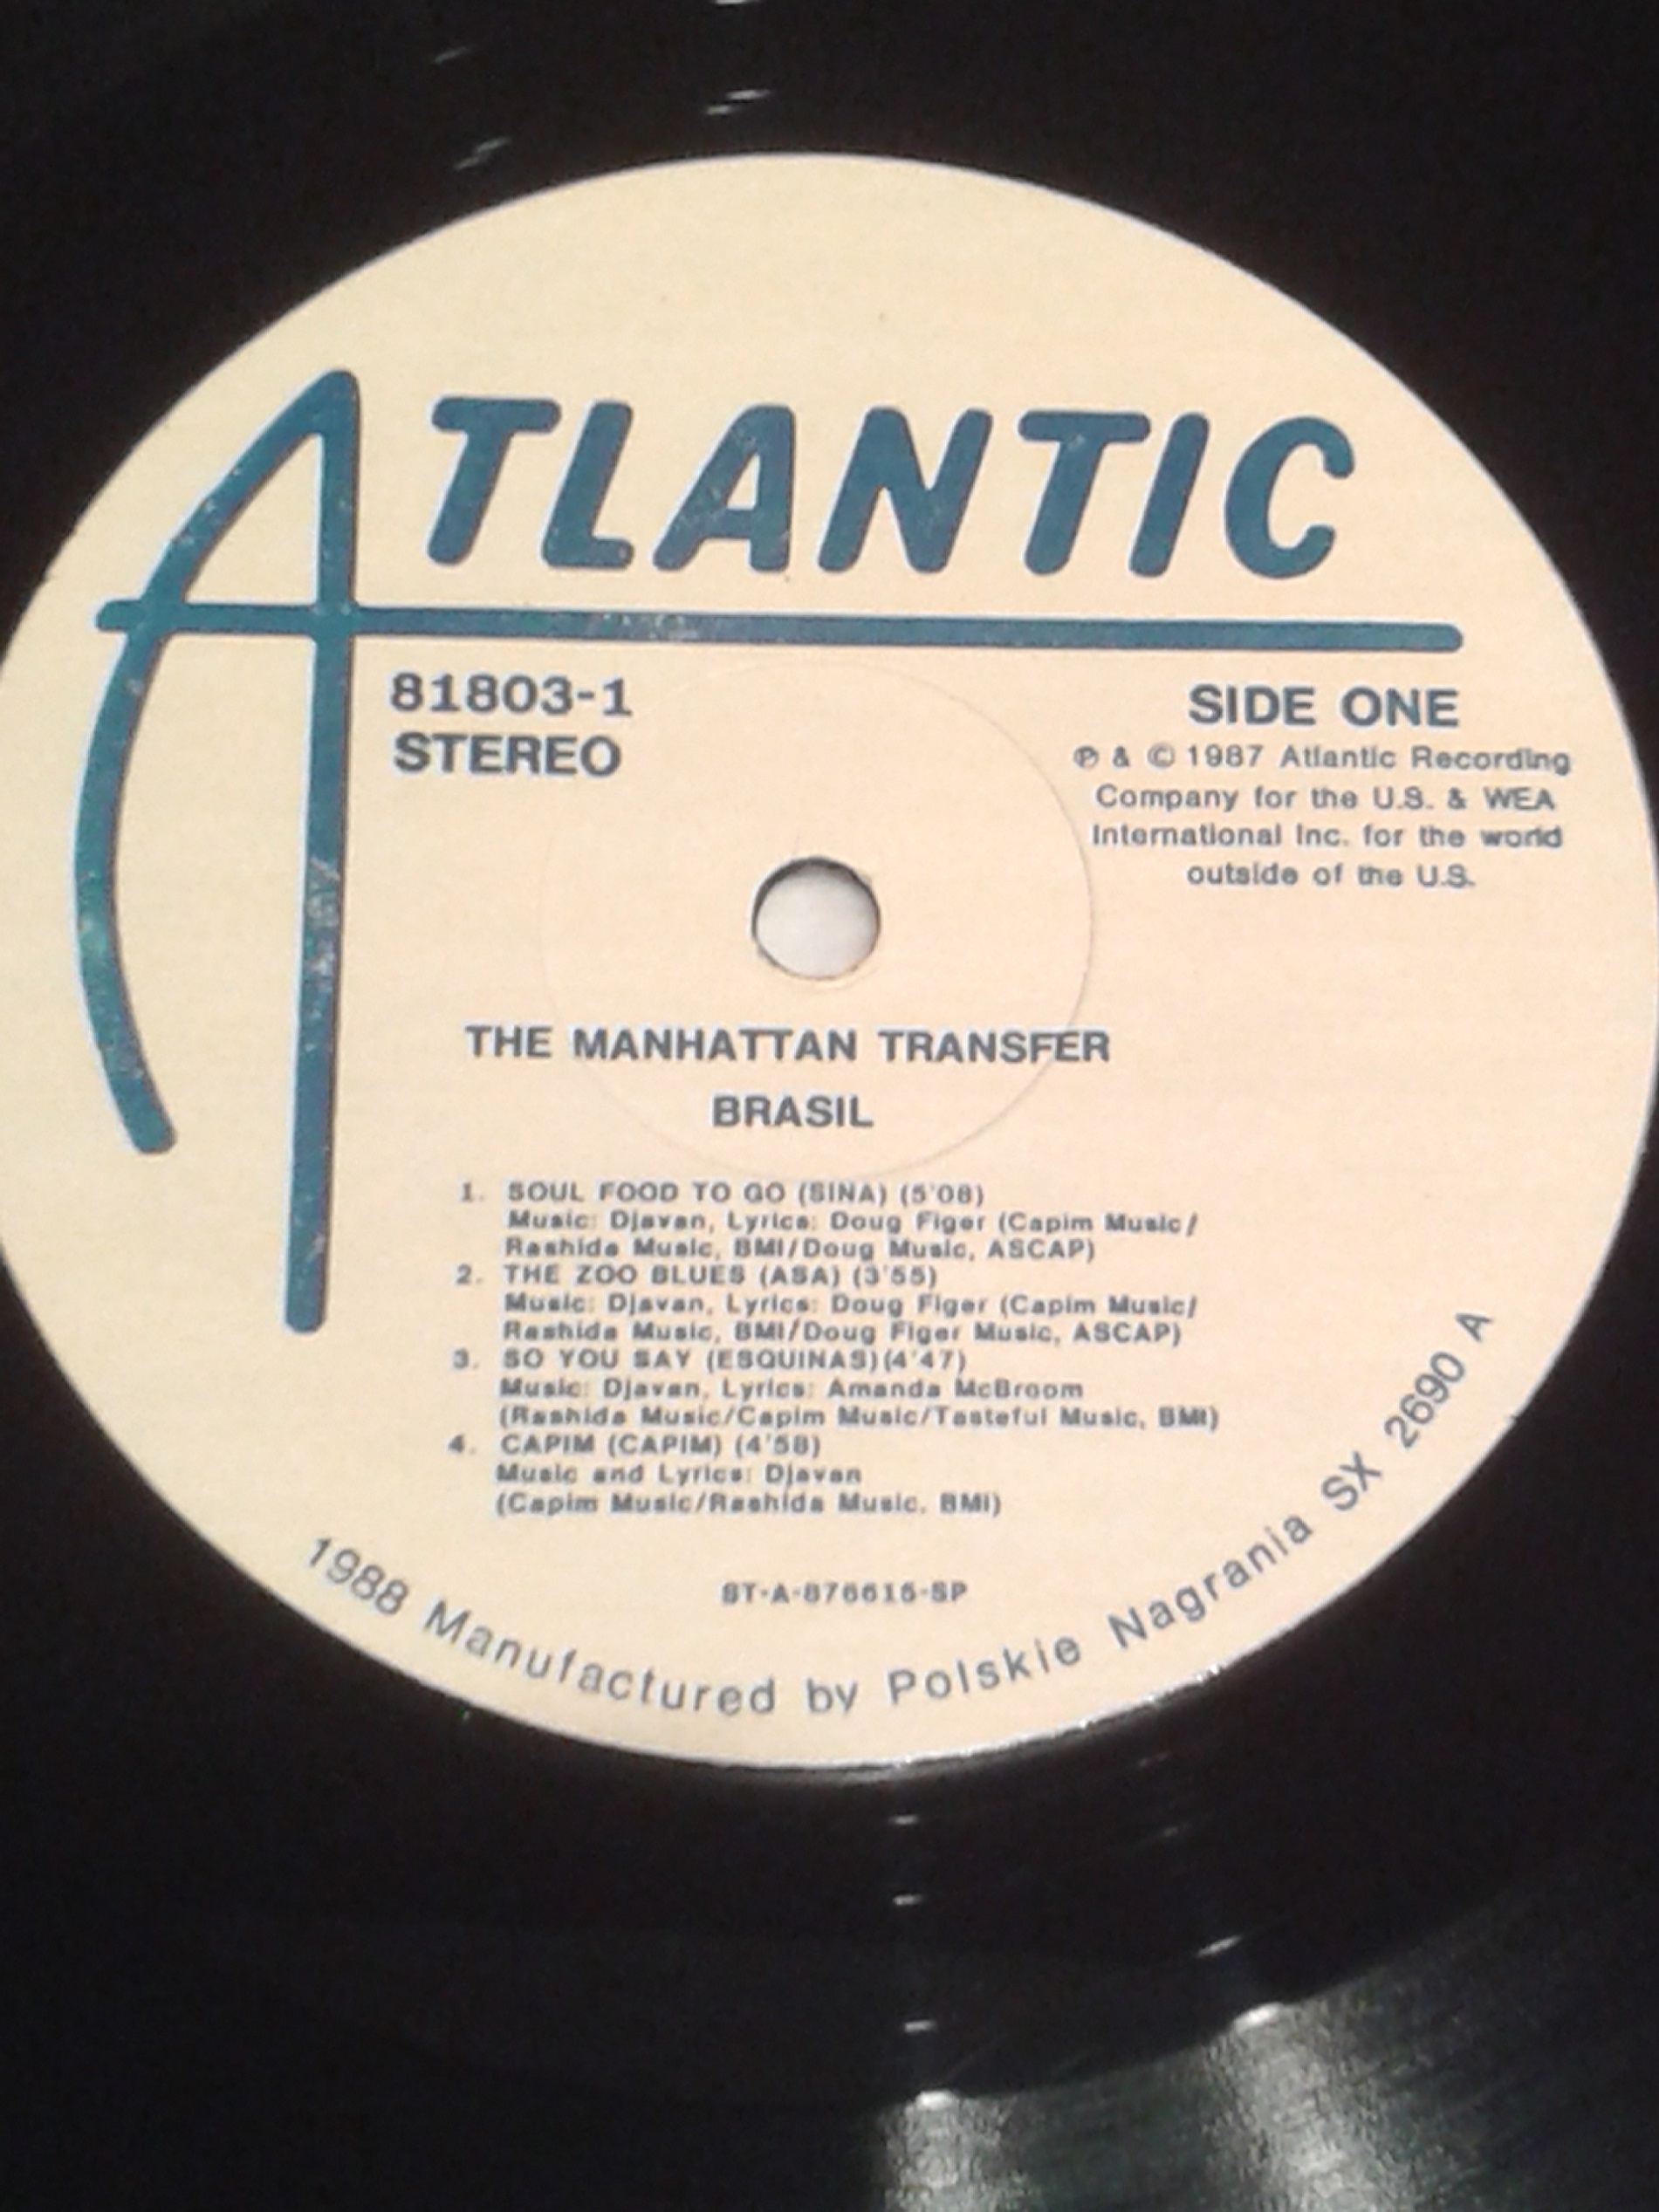 ATLANTIC
81803-1
STEREO
SIDE ONE
℗ & © 1987 Atlantic Recording
Company for the U.S. & WEA
International Inc. for the world
outside of the U.S.
THE MANHATTAN TRANSFER
BRASIL
1. SOUL FOOD TO GO (SINA) (5'08)
Music: Djavan, Lyrics: Doug Figer (Capim Music/
Rashida Music, BMI/Doug Music, ASCAP)
2. THE ZOO BLUES (ASA) (3'55)
Music: Djavan, Lyrics: Doug Figer (Capim Music/
Rashida Music, BMI/Doug Figer Music, ASCAP)
3. SO YOU SAY (ESQUINAS)(4'47)
Music: Djavan, Lyrics: Amanda McBroom
(Rashida Music/Capim Music/Tasteful Music, BMI)
4. CAPIM (CAPIM) (4'58)
Music and Lyrics: Djavan
(Capim Music/Rashida Music, BMI)
ST-A-876615-SP
1988 Manufactured by Polskie Nagrania SX 2690 A